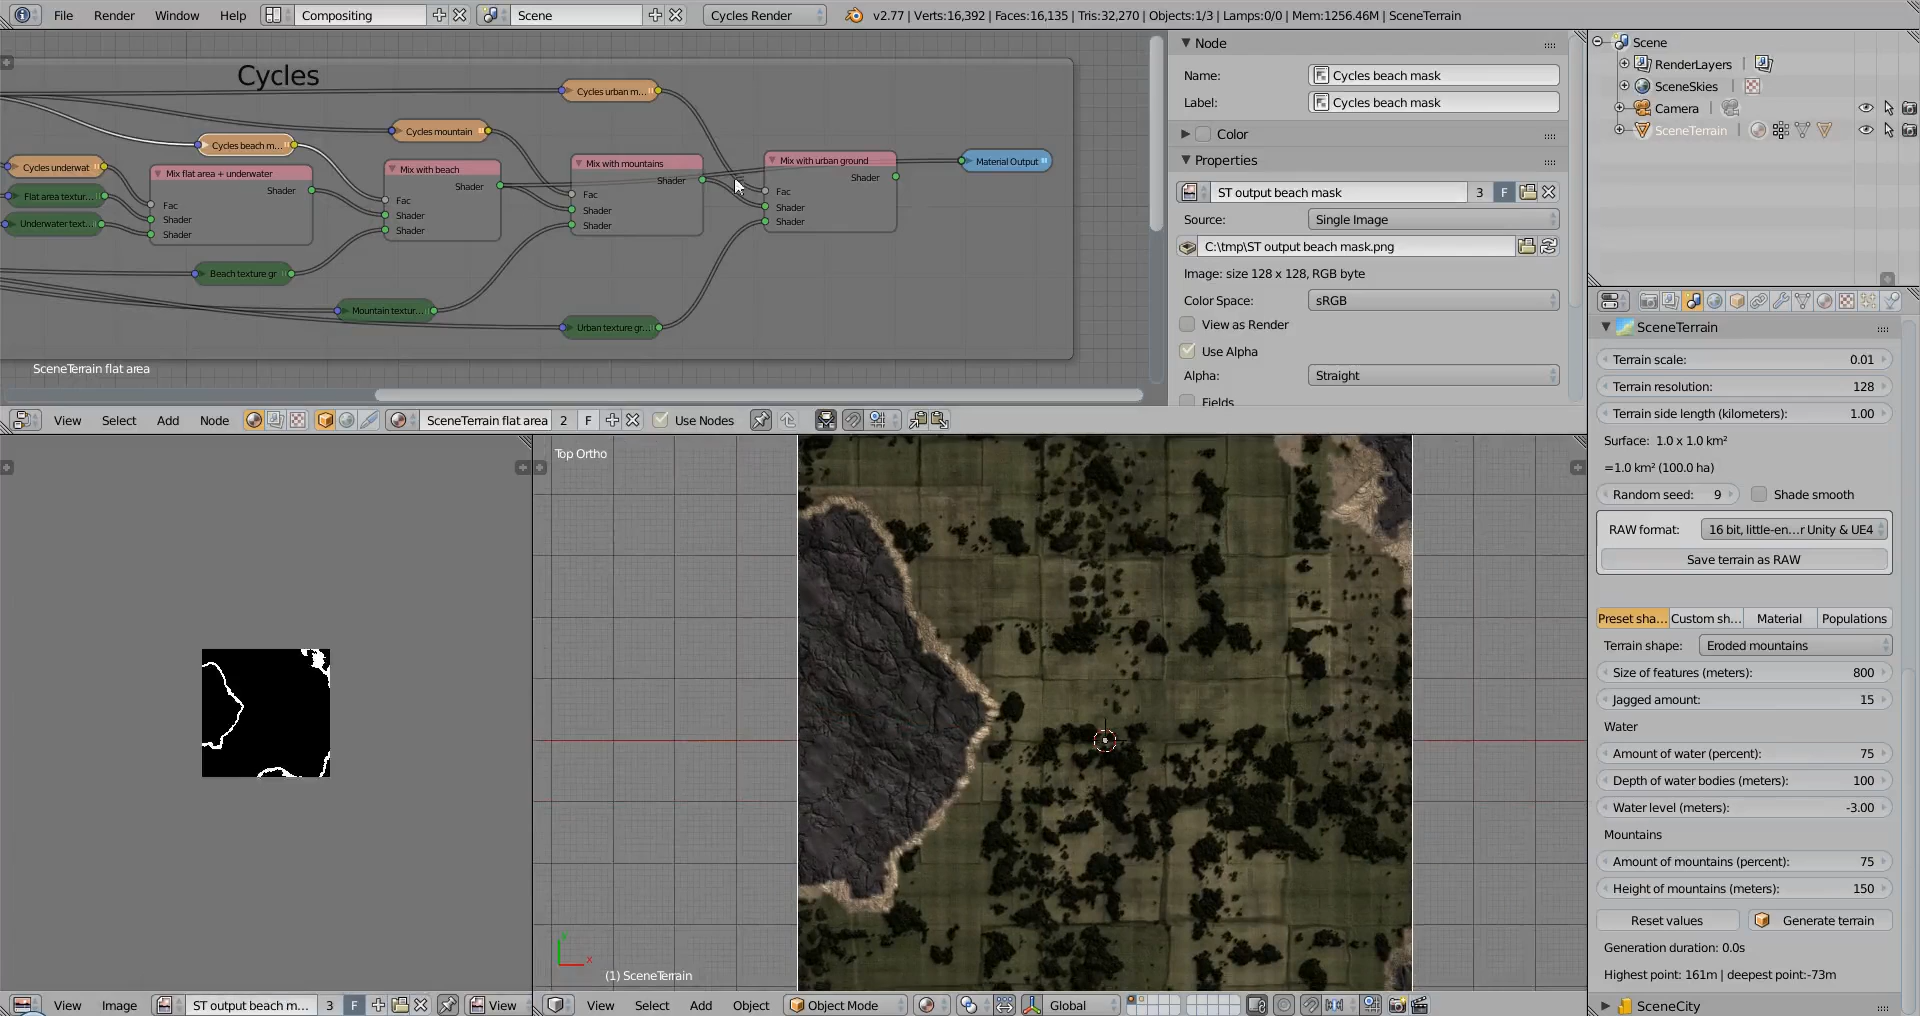 File Render Window Help Compositing Scene Cycles Render v2.77 | Verts:16,392 | Faces:16,135 | Tris:32,270 | Objects:1/3 | Lamps:0/0 | Mem:1256.46M | SceneTerrain
Cycles
Cycles urban m...
Cycles mountain
Cycles beach m...
Cycles underwat
Flat area textur...
Underwater text...
Mix flat area + underwater
Shader
Fac
Shader
Shader
Mix with beach
Shader
Fac
Shader
Shader
Mix with mountains
Shader
Fac
Shader
Shader
Mix with urban ground
Shader
Fac
Shader
Shader
Material Output
Beach texture gr
Mountain textur...
Urban texture gr...
SceneTerrain flat area
View Select Add Node SceneTerrain flat area 2 F Use Nodes
Node
Name: Cycles beach mask
Label: Cycles beach mask
Color
Properties
ST output beach mask 3 F
Source: Single Image
C:\tmp\ST output beach mask.png
Image: size 128 x 128, RGB byte
Color Space: sRGB
View as Render
Use Alpha
Alpha: Straight
Fields
Scene
RenderLayers
SceneSkies
Camera
SceneTerrain
SceneTerrain
Terrain scale: 0.01
Terrain resolution: 128
Terrain side length (kilometers): 1.00
Surface: 1.0 x 1.0 km²
=1.0 km² (100.0 ha)
Random seed: 9 Shade smooth
RAW format: 16 bit, little-en...r Unity & UE4
Save terrain as RAW
Preset sha... Custom sh... Material Populations
Terrain shape: Eroded mountains
Size of features (meters): 800
Jagged amount: 15
Water
Amount of water (percent): 75
Depth of water bodies (meters): 100
Water level (meters): -3.00
Mountains
Amount of mountains (percent): 75
Height of mountains (meters): 150
Reset values Generate terrain
Generation duration: 0.0s
Highest point: 161m | deepest point:-73m
SceneCity
Top Ortho
y
x
(1) SceneTerrain
View Image ST output beach m... 3 F View
View Select Add Object Object Mode Global